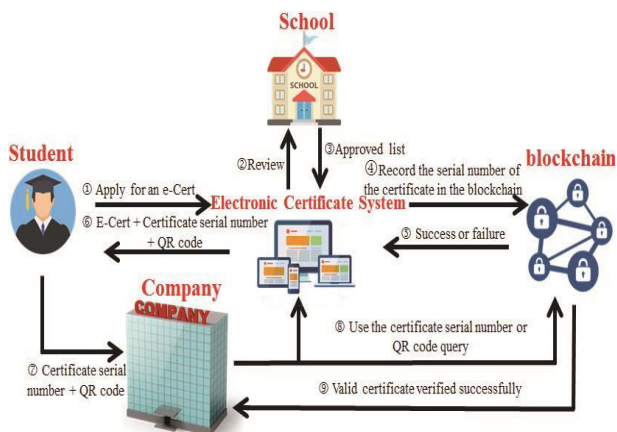 School
SCHOOL
②Review
③Approved list
Student
① Apply for an e-Cert
Electronic Certificate System
④ Record the serial number of
the certificate in the blockchain
blockchain
⑥ E-Cert + Certificate serial number
+ QR code
⑤ Success or failure
Company
COMPANY
⑦ Certificate serial
number + QR code
⑧ Use the certificate serial number or
QR code query
⑨ Valid certificate verified successfully